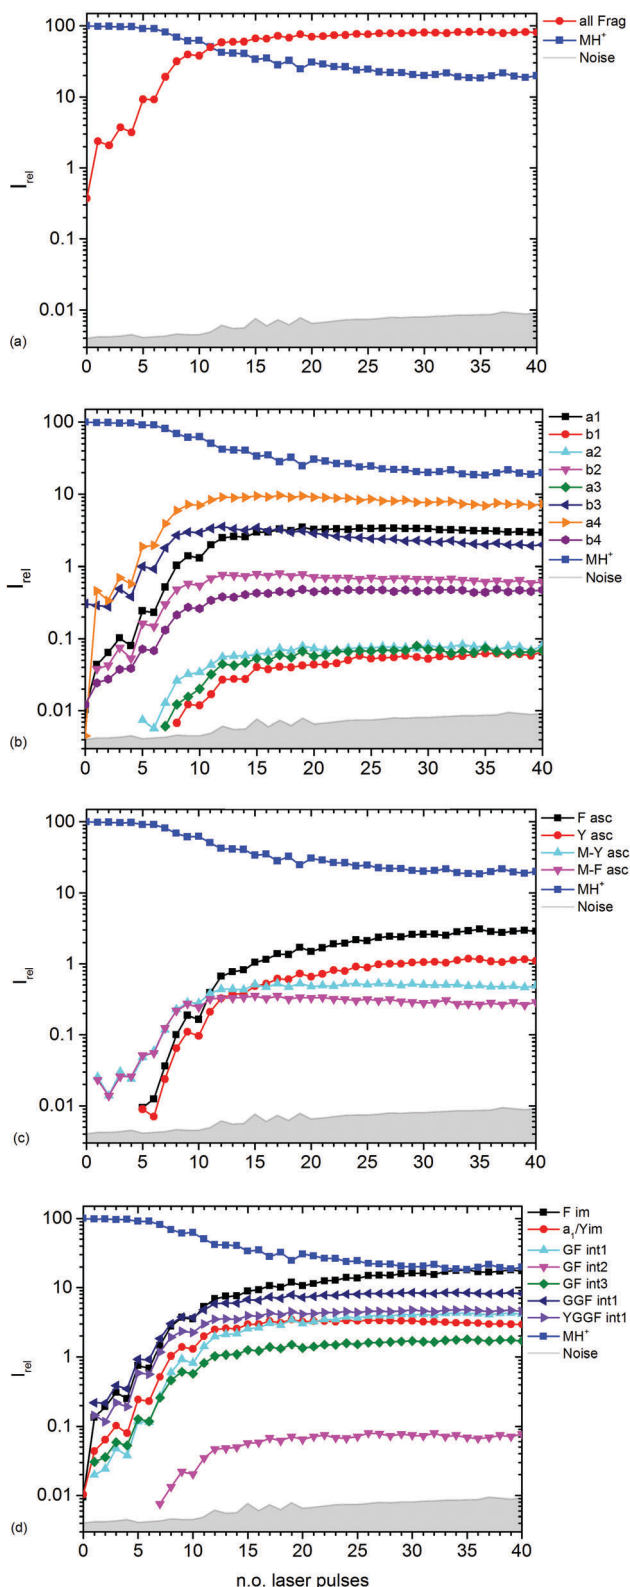 100
10
1
0.1
0.01
I_rel
0 5 10 15 20 25 30 35 40
(a)
all Frag
MH⁺
Noise
100
10
1
0.1
0.01
I_rel
0 5 10 15 20 25 30 35 40
(b)
a1
b1
a2
b2
a3
b3
a4
b4
MH⁺
Noise
100
10
1
0.1
0.01
I_rel
0 5 10 15 20 25 30 35 40
(c)
F asc
Y asc
M-Y asc
M-F asc
MH⁺
Noise
100
10
1
0.1
0.01
I_rel
0 5 10 15 20 25 30 35 40
(d)
n.o. laser pulses
F im
a₁/Yim
GF int1
GF int2
GF int3
GGF int1
YGGF int1
MH⁺
Noise